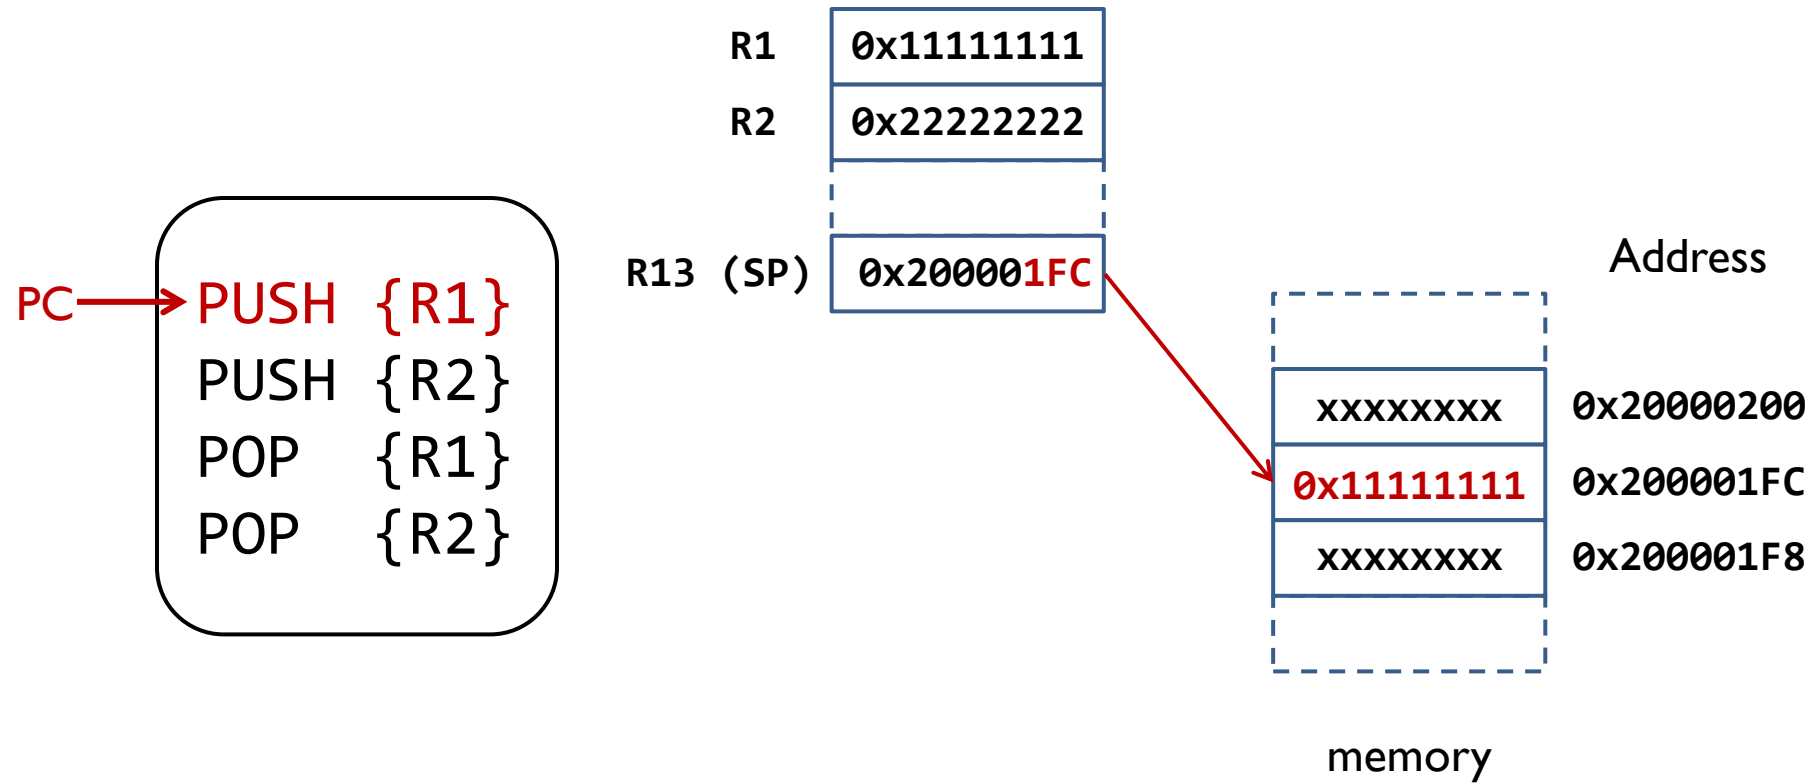 R1 0x11111111
R2 0x22222222
R13 (SP) 0x200001FC
PC
PUSH {R1}
PUSH {R2}
POP {R1}
POP {R2}
Address
xxxxxxxx 0x20000200
0x11111111 0x200001FC
xxxxxxxx 0x200001F8
memory